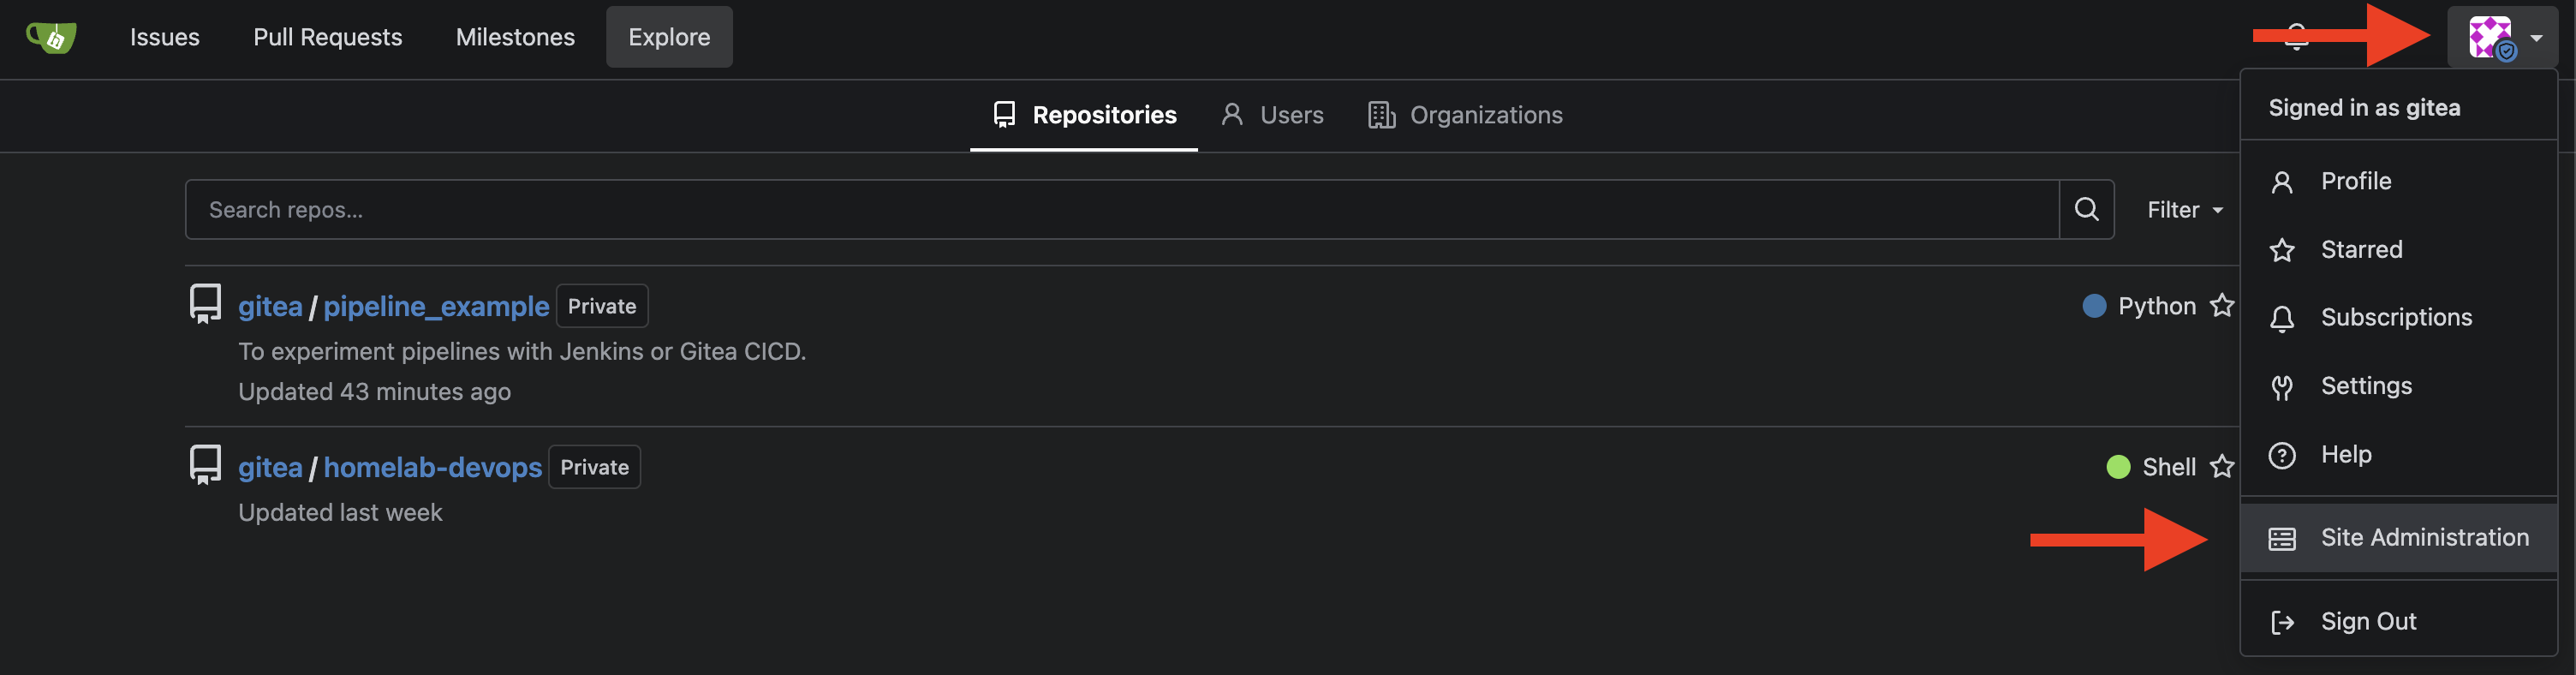 Issues Pull Requests Milestones Explore
Repositories Users Organizations
Search repos...
Filter
gitea / pipeline_example Private
Python
To experiment pipelines with Jenkins or Gitea CICD.
Updated 43 minutes ago
gitea / homelab-devops Private
Shell
Updated last week
Signed in as gitea
Profile
Starred
Subscriptions
Settings
Help
Site Administration
Sign Out